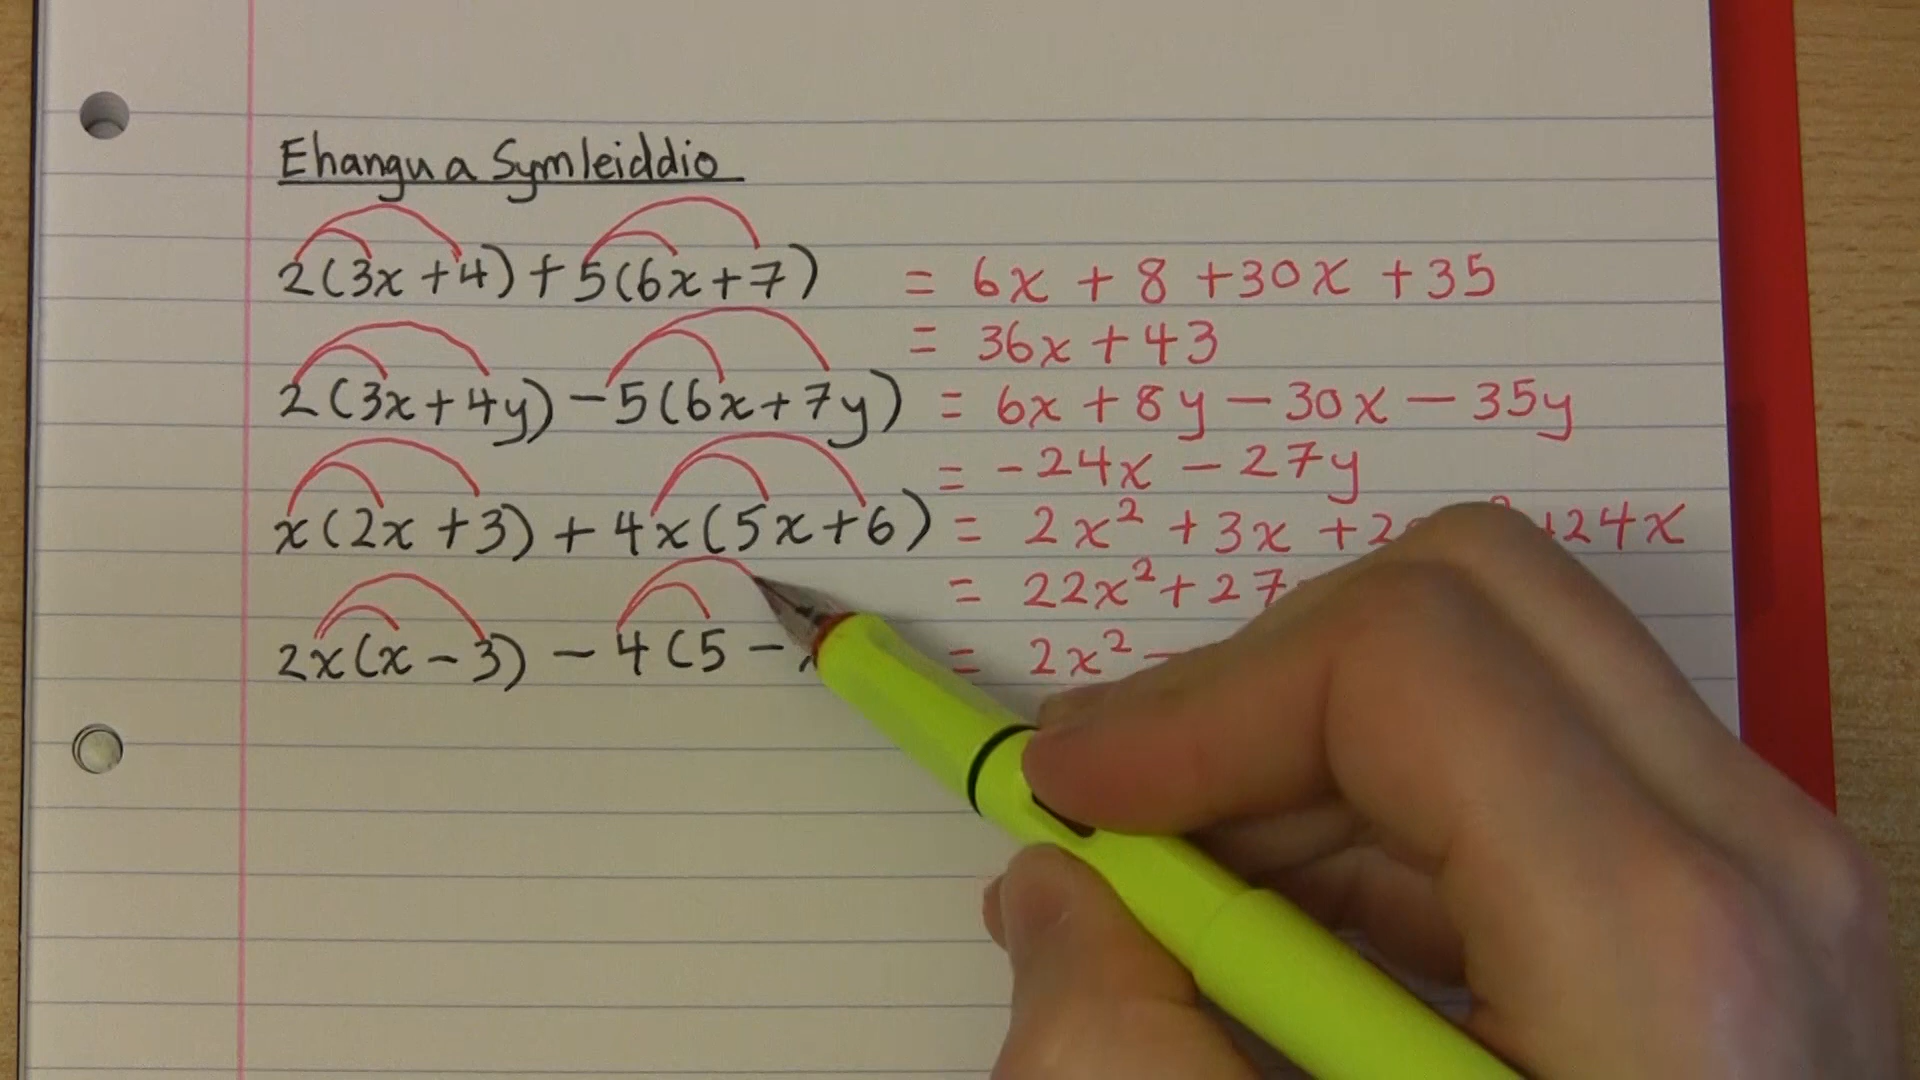 Ehangu a Symleiddio
2(3x+4)+5(6x+7) = 6x + 8 +30x +35
= 36x + 43
2(3x+4y) - 5(6x+7y) = 6x + 8y - 30x - 35y
= -24x - 27y
x(2x+3) + 4x(5x+6) = 2x² + 3x + +24x
= 22x² + 27
2x(x-3) - 4(5 - = 2x² -